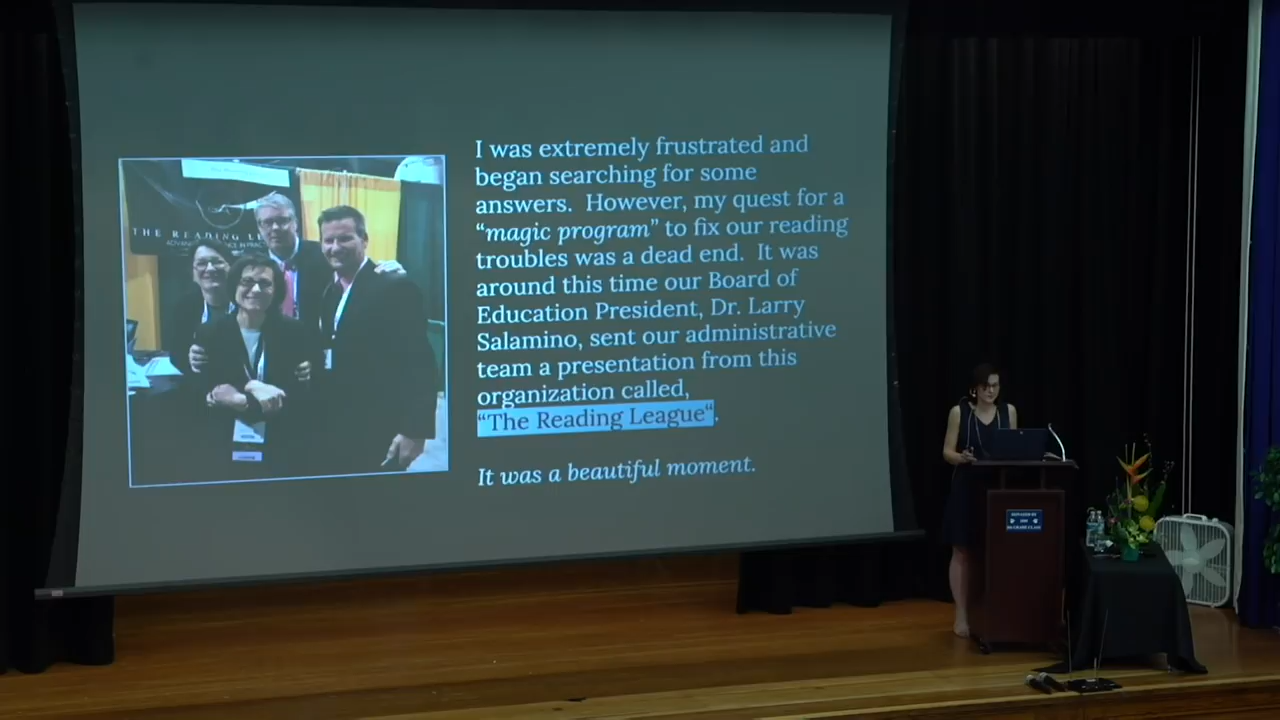 I was extremely frustrated and
began searching for some
answers.  However, my quest for a
“magic program” to fix our reading
troubles was a dead end.  It was
around this time our Board of
Education President, Dr. Larry
Salamino, sent our administrative
team a presentation from this
organization called,
“The Reading League“.
It was a beautiful moment.
THE READING LE